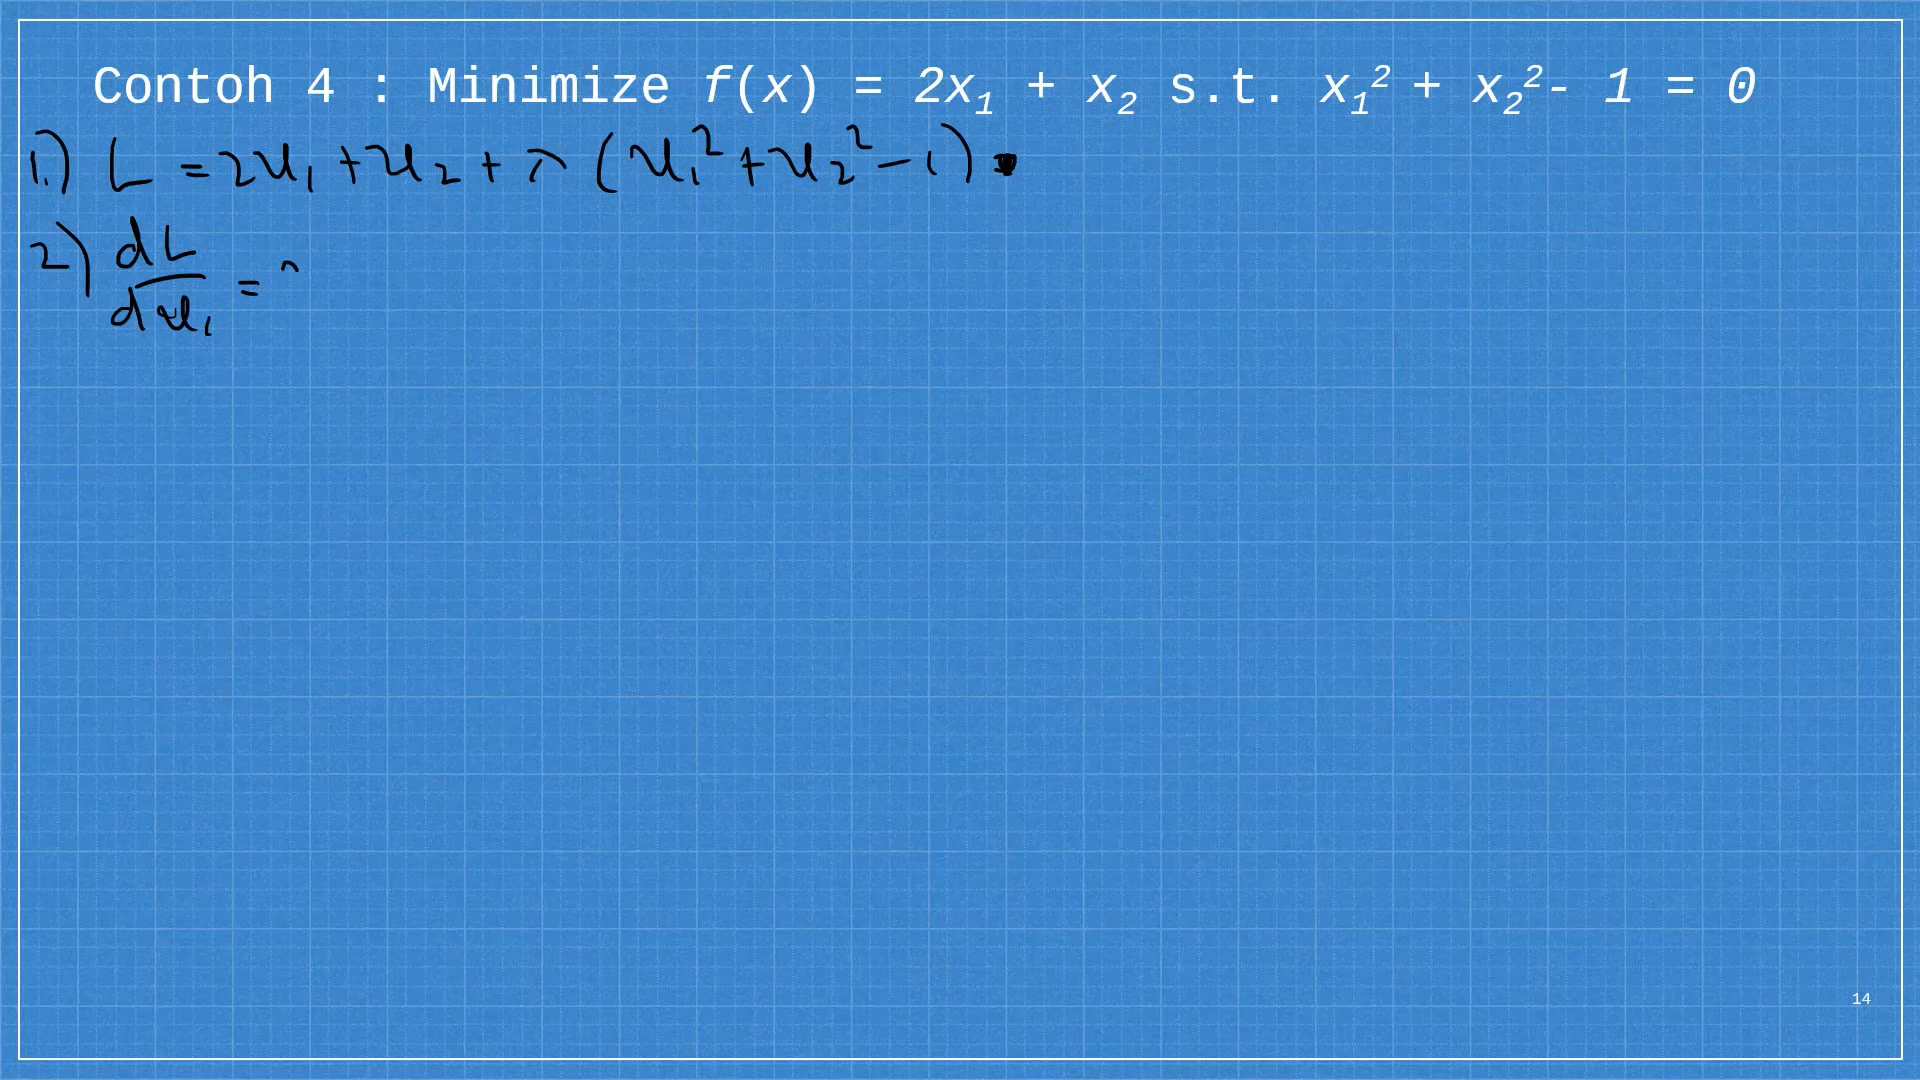 Contoh 4 : Minimize f(x) = 2x₁ + x₂ s.t. x₁² + x₂² - 1 = 0
1.) L = 2x₁ + x₂ + λ (x₁² + x₂² - 1)
2) dL/dx₁ =
14